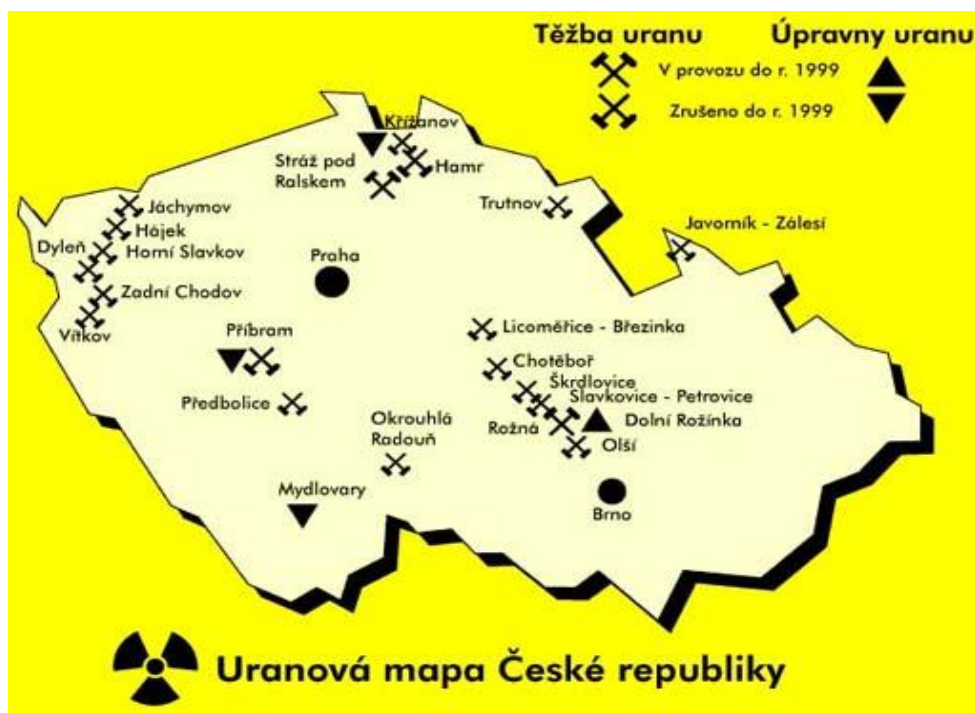 Těžba uranu
Úpravny uranu
V provozu do r. 1999
Zrušeno do r. 1999
Křížanov
Stráž pod
Ralskem
Hamr
Trutnov
Jáchymov
Hájek
Javorník - Zálesí
Dyleň
Horní Slavkov
Praha
Zadní Chodov
Vítkov
Příbram
Licoměřice - Březinka
Chotěboř
Škrdlovice
Předbolice
Slavkovice - Petrovice
Okrouhlá
Radouň
Rožná
Dolní Rožínka
Olší
Mydlovary
Brno
Uranová mapa České republiky